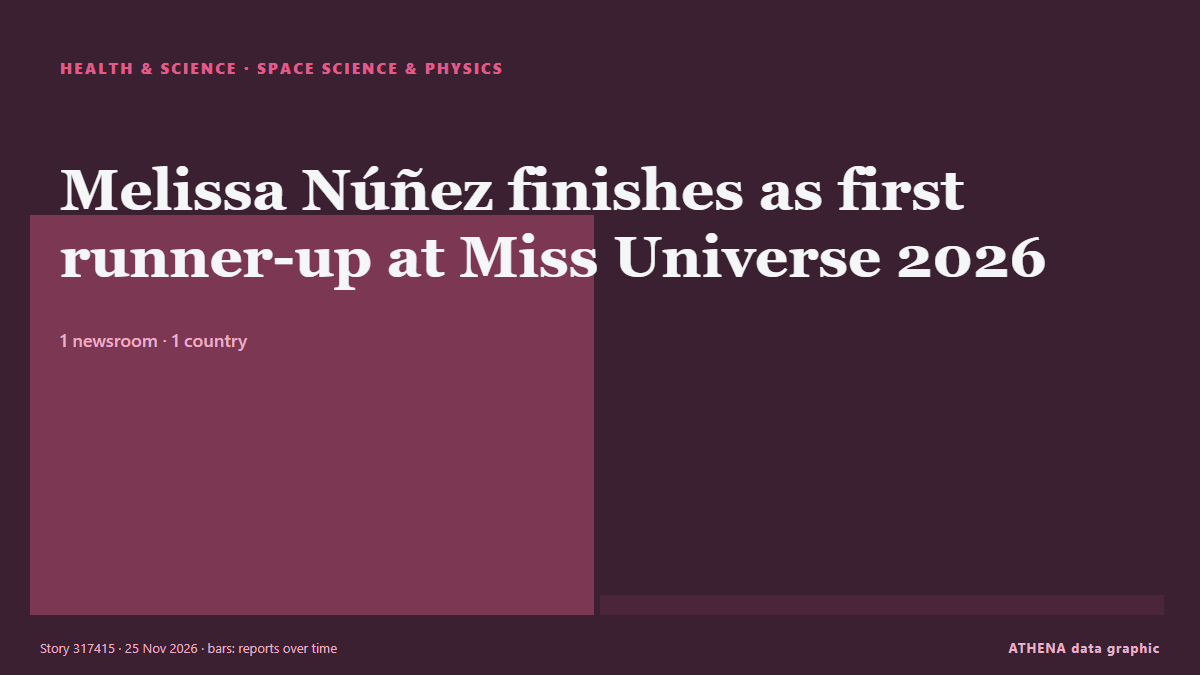 HEALTH & SCIENCE · SPACE SCIENCE & PHYSICS
Melissa Núñez finishes as first
runner-up at Miss Universe 2026
1 newsroom · 1 country
Story 317415 · 25 Nov 2026 · bars: reports over time
ATHENA data graphic